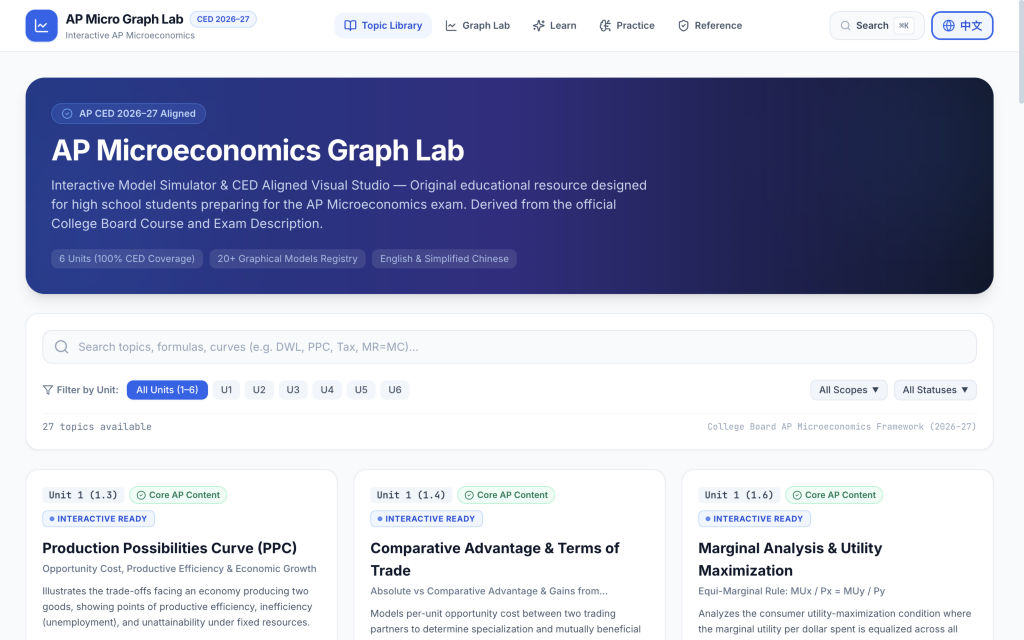 AP Micro Graph Lab CED 2026–27
Interactive AP Microeconomics
Topic Library Graph Lab Learn Practice Reference
Search ⌘K 中文
AP CED 2026–27 Aligned
AP Microeconomics Graph Lab
Interactive Model Simulator & CED Aligned Visual Studio — Original educational resource designed
for high school students preparing for the AP Microeconomics exam. Derived from the official
College Board Course and Exam Description.
6 Units (100% CED Coverage) 20+ Graphical Models Registry English & Simplified Chinese
Search topics, formulas, curves (e.g. DWL, PPC, Tax, MR=MC)...
Filter by Unit: All Units (1–6) U1 U2 U3 U4 U5 U6 All Scopes ▼ All Statuses ▼
27 topics available College Board AP Microeconomics Framework (2026–27)
Unit 1 (1.3) Core AP Content
INTERACTIVE READY
Production Possibilities Curve (PPC)
Opportunity Cost, Productive Efficiency & Economic Growth
Illustrates the trade-offs facing an economy producing two
goods, showing points of productive efficiency, inefficiency
(unemployment), and unattainability under fixed resources.
Unit 1 (1.4) Core AP Content
INTERACTIVE READY
Comparative Advantage & Terms of
Trade
Absolute vs Comparative Advantage & Gains from...
Models per-unit opportunity cost between two trading
partners to determine specialization and mutually beneficial
Unit 1 (1.6) Core AP Content
INTERACTIVE READY
Marginal Analysis & Utility
Maximization
Equi-Marginal Rule: MUx / Px = MUy / Py
Analyzes the consumer utility-maximization condition where
the marginal utility per dollar spent is equalized across all